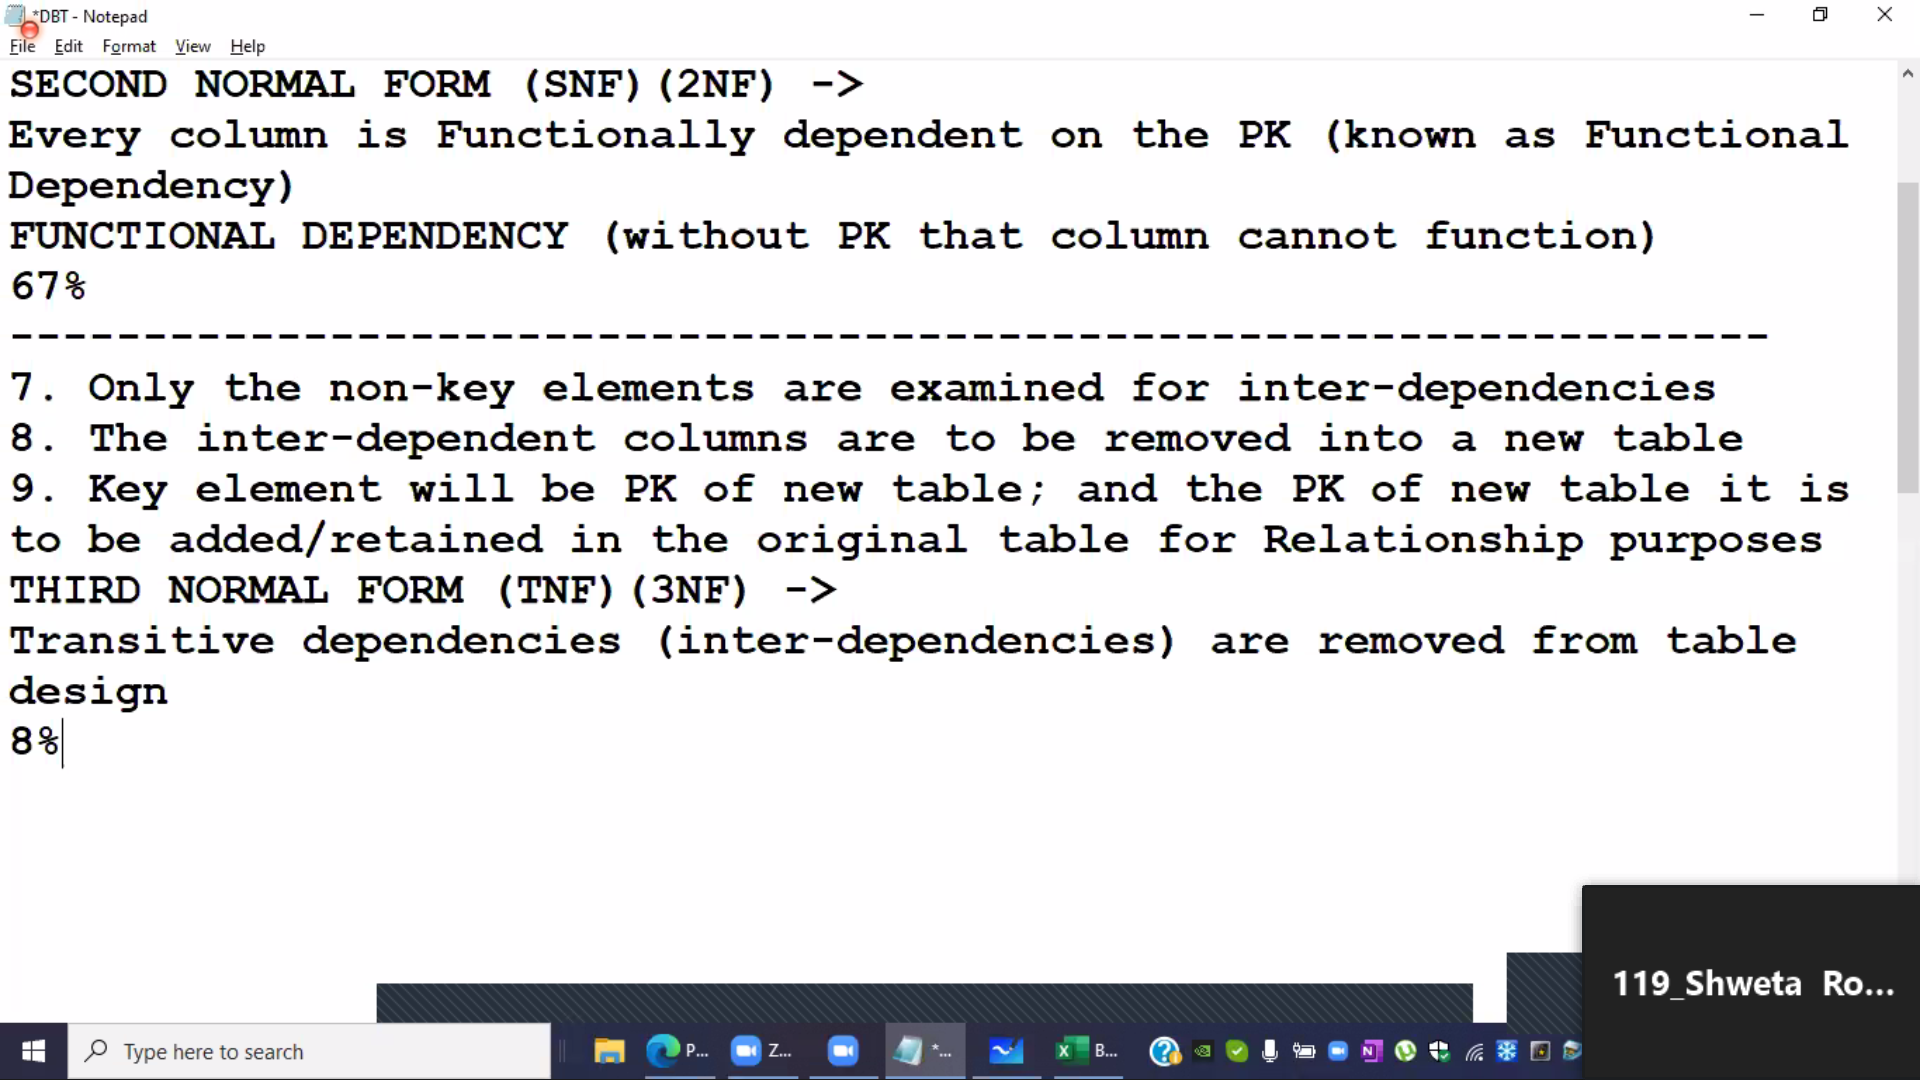 *DBT - Notepad
File Edit Format View Help
SECOND NORMAL FORM (SNF)(2NF) ->
Every column is Functionally dependent on the PK (known as Functional
Dependency)
FUNCTIONAL DEPENDENCY (without PK that column cannot function)
67%
------------------------------------------------------------------
7. Only the non-key elements are examined for inter-dependencies
8. The inter-dependent columns are to be removed into a new table
9. Key element will be PK of new table; and the PK of new table it is
to be added/retained in the original table for Relationship purposes
THIRD NORMAL FORM (TNF)(3NF) ->
Transitive dependencies (inter-dependencies) are removed from table
design
8%
119_Shweta Ro...
Type here to search
P... Z... *... B...